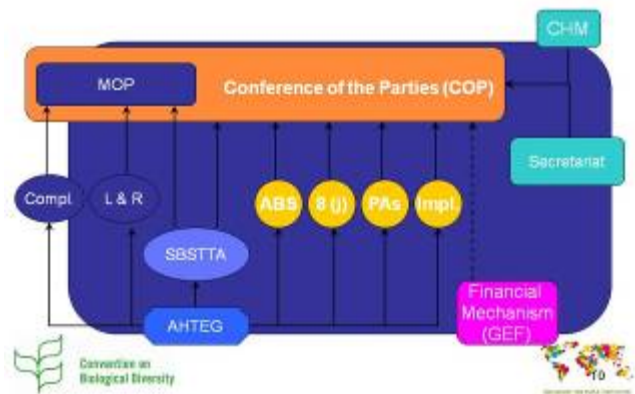 CHM
MOP
Conference of the Parties (COP)
Secretariat
Compl.
L & R
ABS
8 (j)
PAs
Impl.
SBSTTA
Financial
Mechanism
(GEF)
AHTEG
Convention on
Biological Diversity
10